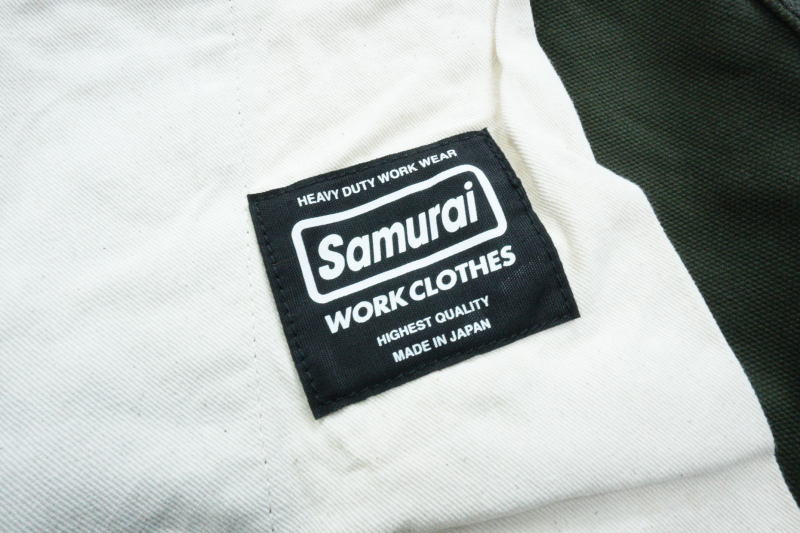 HEAVY DUTY WORK WEAR
Samurai
WORK CLOTHES
HIGHEST QUALITY
MADE IN JAPAN